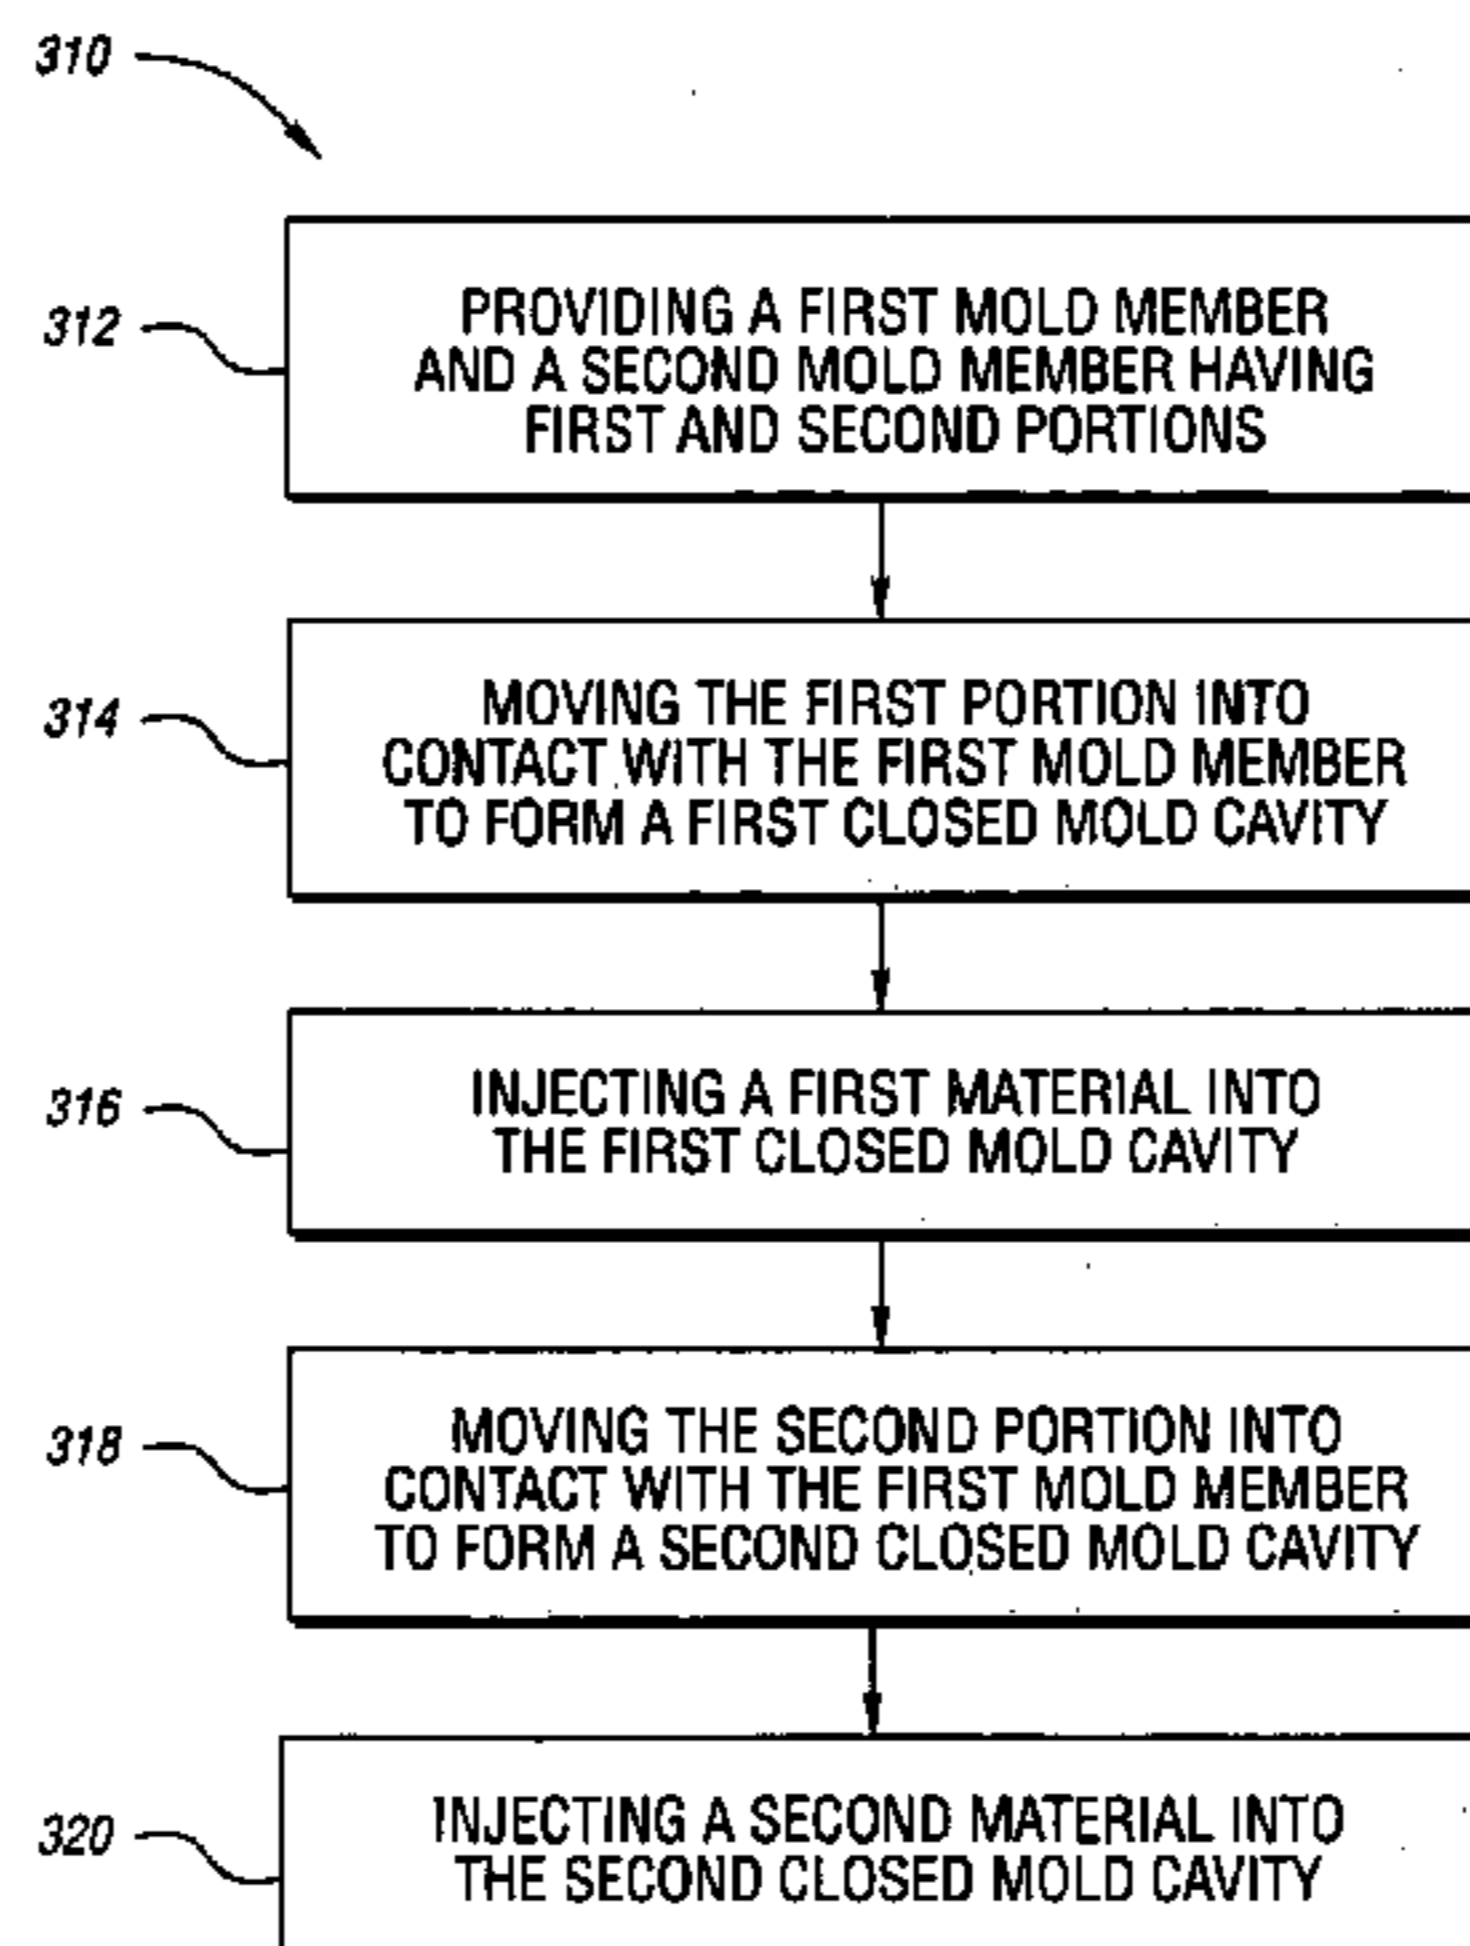 310
312
PROVIDING A FIRST MOLD MEMBER
AND A SECOND MOLD MEMBER HAVING
FIRST AND SECOND PORTIONS
314
MOVING THE FIRST PORTION INTO
CONTACT WITH THE FIRST MOLD MEMBER
TO FORM A FIRST CLOSED MOLD CAVITY
316
INJECTING A FIRST MATERIAL INTO
THE FIRST CLOSED MOLD CAVITY
318
MOVING THE SECOND PORTION INTO
CONTACT WITH THE FIRST MOLD MEMBER
TO FORM A SECOND CLOSED MOLD CAVITY
320
INJECTING A SECOND MATERIAL INTO
THE SECOND CLOSED MOLD CAVITY